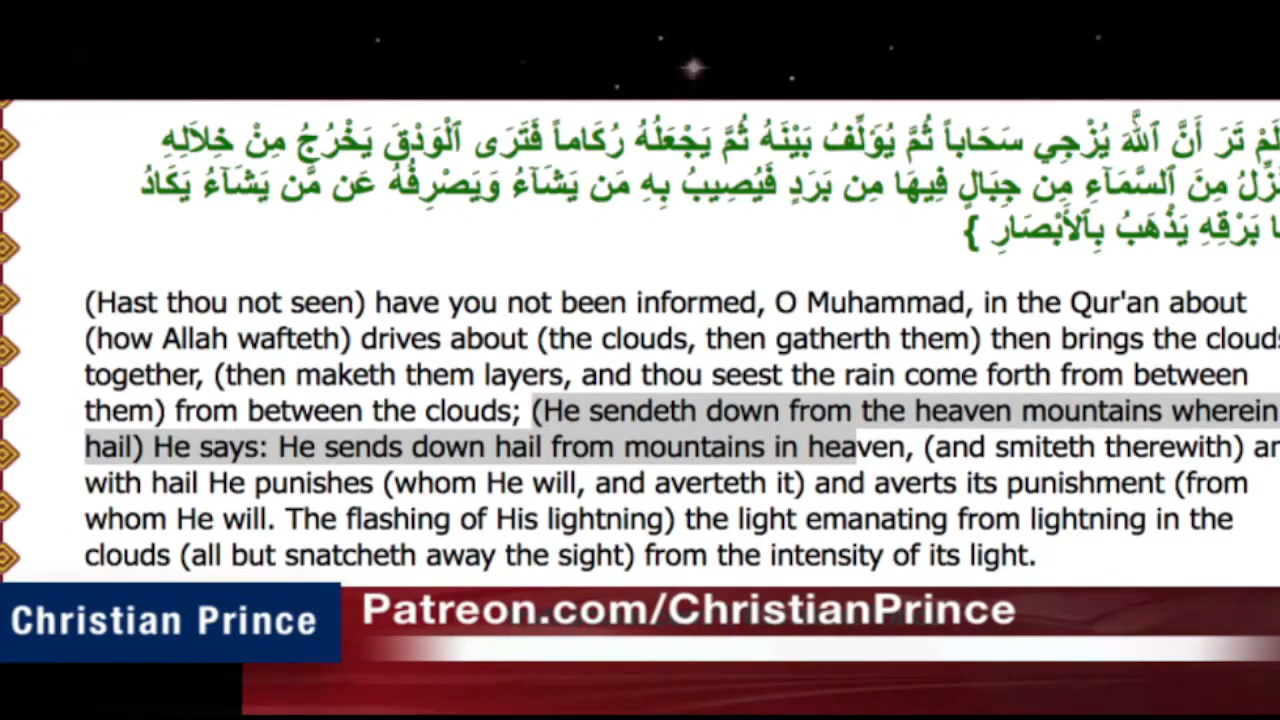 لَمْ تَرَ أَنَّ ٱللَّهَ يُزْجِي سَحَاباً ثُمَّ يُؤَلِّفُ بَيْنَهُ ثُمَّ يَجْعَلُهُ رُكَاماً فَتَرَى ٱلْوَدْقَ يَخْرُجُ مِنْ خِلاَلِهِ
نَزِّلُ مِنَ ٱلسَّمَآءِ مِن جِبَالٍ فِيهَا مِن بَرَدٍ فَيُصِيبُ بِهِ مَن يَشَآءُ وَيَصْرِفُهُ عَن مَّن يَشَآءُ يَكَادُ
ا بَرْقِهِ يَذْهَبُ بِٱلأَبْصَارِ }
(Hast thou not seen) have you not been informed, O Muhammad, in the Qur'an about
(how Allah wafteth) drives about (the clouds, then gatherth them) then brings the clouds
together, (then maketh them layers, and thou seest the rain come forth from between
them) from between the clouds; (He sendeth down from the heaven mountains wherein
hail) He says: He sends down hail from mountains in heaven, (and smiteth therewith) an
with hail He punishes (whom He will, and averteth it) and averts its punishment (from
whom He will. The flashing of His lightning) the light emanating from lightning in the
clouds (all but snatcheth away the sight) from the intensity of its light.
Christian Prince
Patreon.com/ChristianPrince